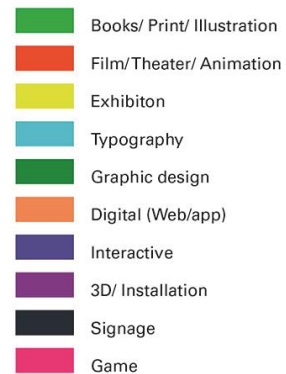 Books/ Print/ Illustration
Film/Theater/ Animation
Exhibiton
Typography
Graphic design
Digital (Web/app)
Interactive
3D/ Installation
Signage
Game